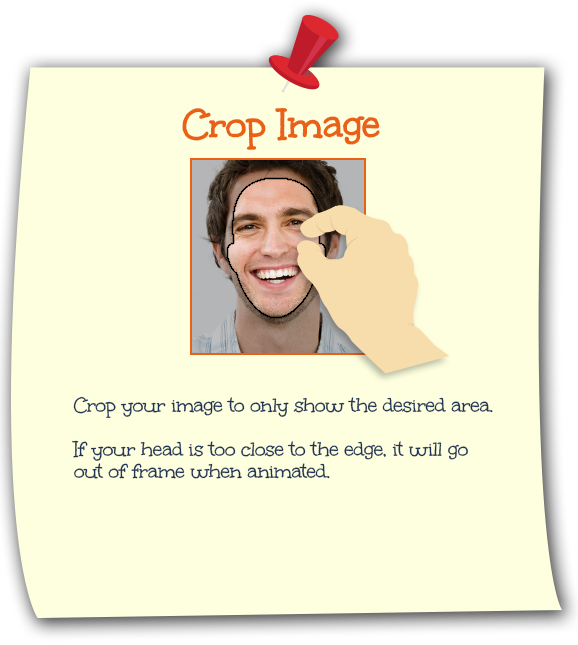 Crop Image
Crop your image to only show the desired area.
If your head is too close to the edge, it will go
out of frame when animated.